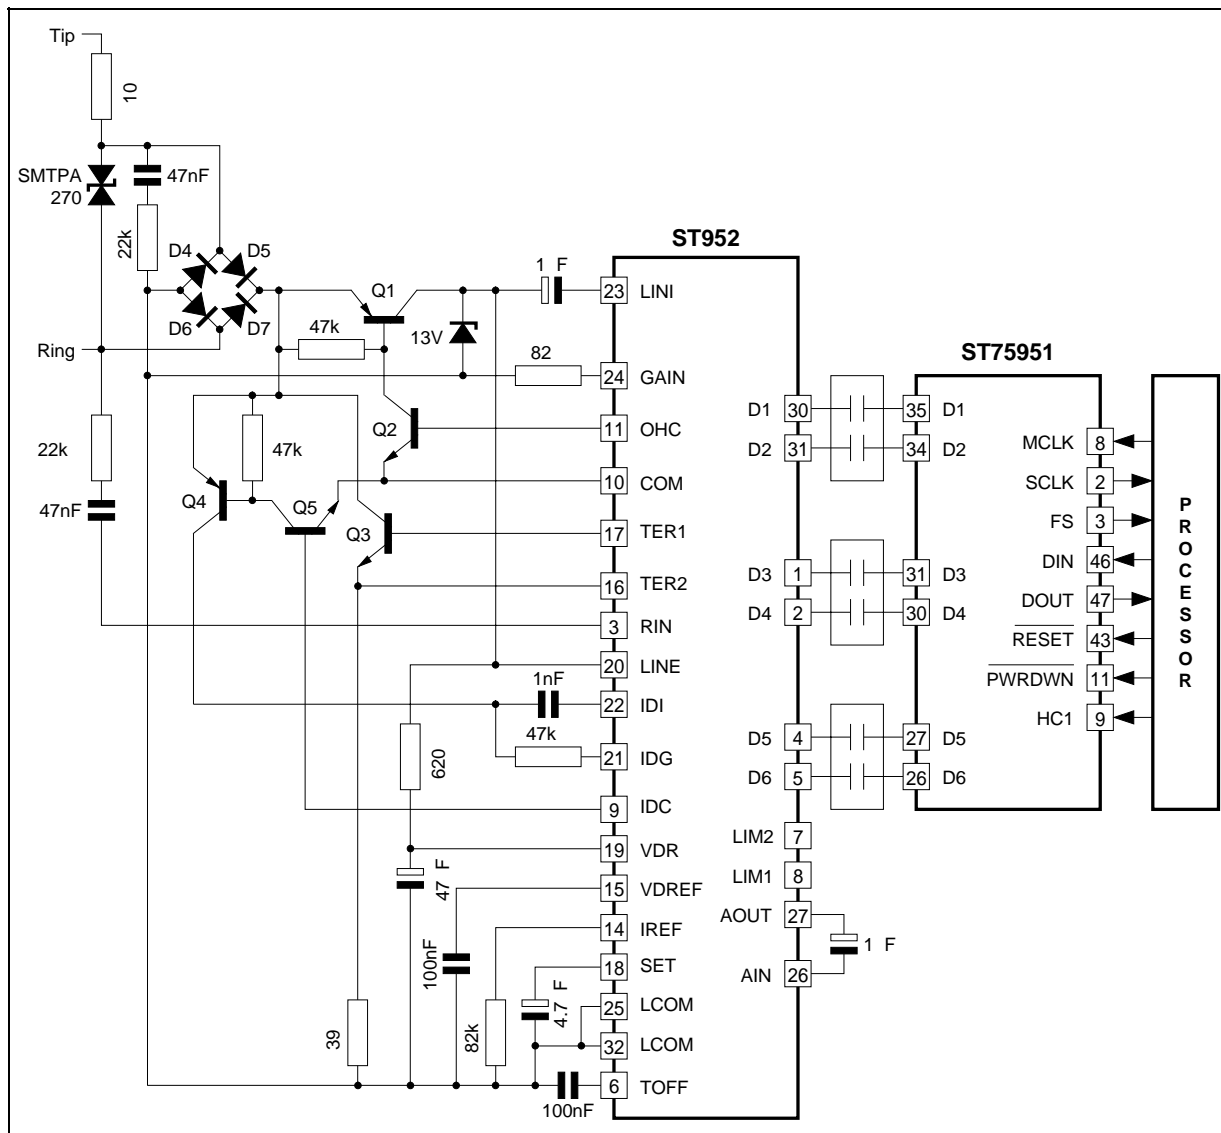 Tip
10
SMTPA
270
47nF
22k
D4
D5
D6
D7
Ring
22k
47nF
Q1
47k
13V
1 F
82
Q2
47k
Q4
Q5
Q3
1nF
47k
620
47 F
100nF
4.7 F
82k
39
100nF
ST952
23 LINI
24 GAIN
11 OHC
10 COM
17 TER1
16 TER2
3 RIN
20 LINE
22 IDI
21 IDG
9 IDC
19 VDR
15 VDREF
14 IREF
18 SET
25 LCOM
32 LCOM
6 TOFF
D1 30
D2 31
D3 1
D4 2
D5 4
D6 5
LIM2 7
LIM1 8
AOUT 27
AIN 26
1 F
ST75951
35 D1
34 D2
31 D3
30 D4
27 D5
26 D6
MCLK 8
SCLK 2
FS 3
DIN 46
DOUT 47
RESET 43
PWRDWN 11
HC1 9
PROCESSOR